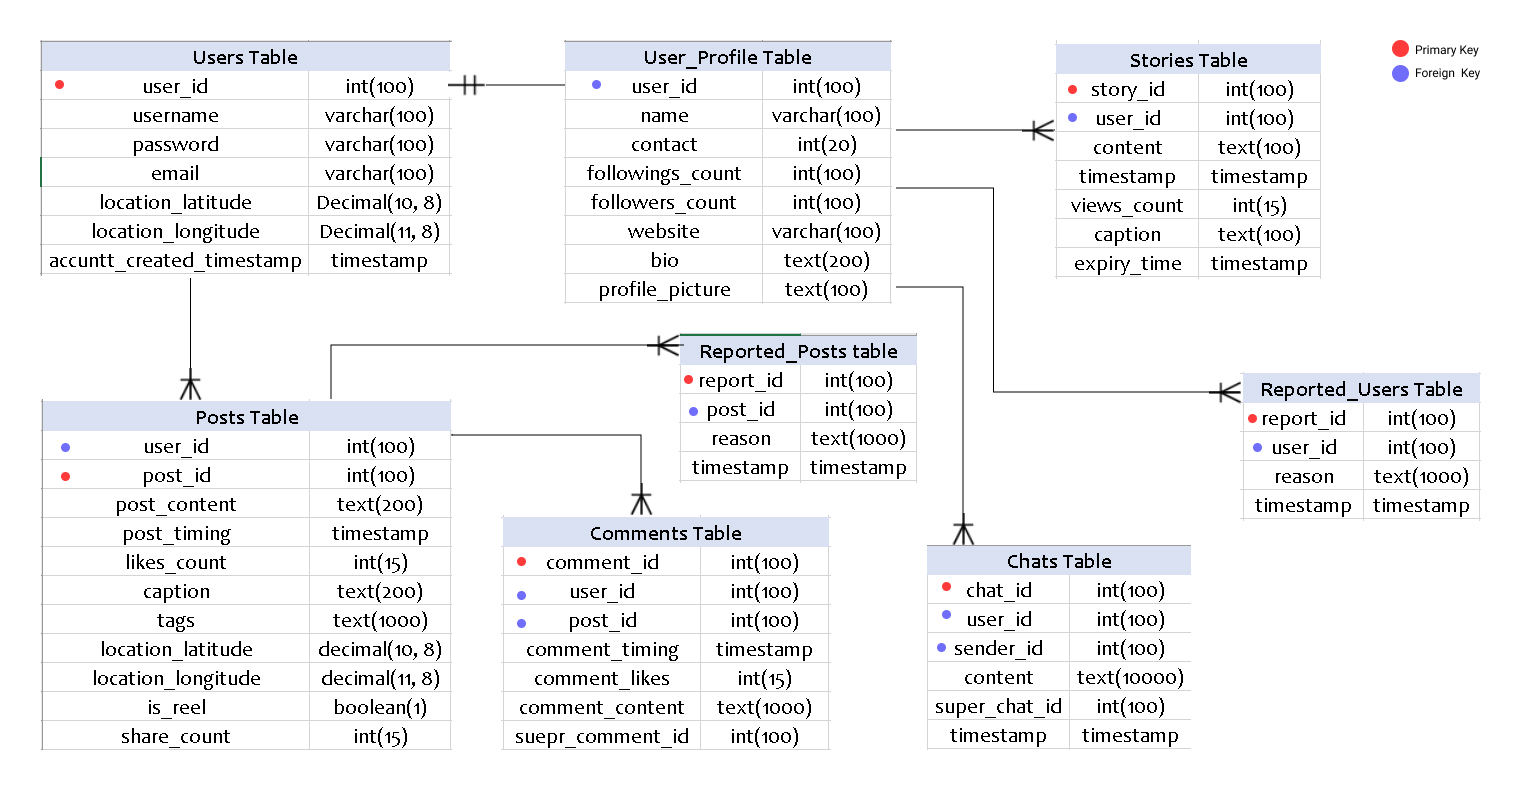 Users Table
user_id int(100)
username varchar(100)
password varchar(100)
email varchar(100)
location_latitude Decimal(10, 8)
location_longitude Decimal(11, 8)
accuntt_created_timestamp timestamp
User_Profile Table
user_id int(100)
name varchar(100)
contact int(20)
followings_count int(100)
followers_count int(100)
website varchar(100)
bio text(200)
profile_picture text(100)
Stories Table
story_id int(100)
user_id int(100)
content text(100)
timestamp timestamp
views_count int(15)
caption text(100)
expiry_time timestamp
Primary Key
Foreign Key
Posts Table
user_id int(100)
post_id int(100)
post_content text(200)
post_timing timestamp
likes_count int(15)
caption text(200)
tags text(1000)
location_latitude decimal(10, 8)
location_longitude decimal(11, 8)
is_reel boolean(1)
share_count int(15)
Reported_Posts table
report_id int(100)
post_id int(100)
reason text(1000)
timestamp timestamp
Comments Table
comment_id int(100)
user_id int(100)
post_id int(100)
comment_timing timestamp
comment_likes int(15)
comment_content text(1000)
suepr_comment_id int(100)
Chats Table
chat_id int(100)
user_id int(100)
sender_id int(100)
content text(10000)
super_chat_id int(100)
timestamp timestamp
Reported_Users Table
report_id int(100)
user_id int(100)
reason text(1000)
timestamp timestamp